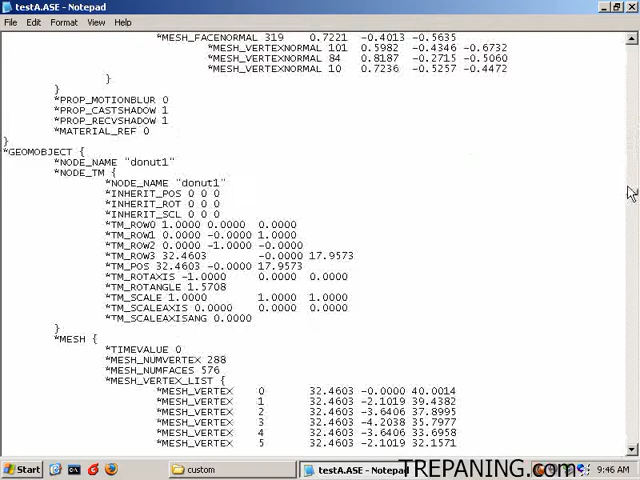 testA.ASE - Notepad
File Edit Format View Help
*MESH_FACENORMAL 319 0.7221 -0.4013 -0.5635
*MESH_VERTEXNORMAL 101 0.5982 -0.4346 -0.6732
*MESH_VERTEXNORMAL 84 0.8187 -0.2715 -0.5060
*MESH_VERTEXNORMAL 10 0.7236 -0.5257 -0.4472
}
}
*PROP_MOTIONBLUR 0
*PROP_CASTSHADOW 1
*PROP_RECVSHADOW 1
*MATERIAL_REF 0
}
*GEOMOBJECT {
*NODE_NAME "donut1"
*NODE_TM {
*NODE_NAME "donut1"
*INHERIT_POS 0 0 0
*INHERIT_ROT 0 0 0
*INHERIT_SCL 0 0 0
*TM_ROW0 1.0000 0.0000 0.0000
*TM_ROW1 0.0000 -0.0000 1.0000
*TM_ROW2 0.0000 -1.0000 -0.0000
*TM_ROW3 32.4603 -0.0000 17.9573
*TM_POS 32.4603 -0.0000 17.9573
*TM_ROTAXIS -1.0000 0.0000 0.0000
*TM_ROTANGLE 1.5708
*TM_SCALE 1.0000 1.0000 1.0000
*TM_SCALEAXIS 0.0000 0.0000 0.0000
*TM_SCALEAXISANG 0.0000
}
*MESH {
*TIMEVALUE 0
*MESH_NUMVERTEX 288
*MESH_NUMFACES 576
*MESH_VERTEX_LIST {
*MESH_VERTEX 0 32.4603 -0.0000 40.0014
*MESH_VERTEX 1 32.4603 -2.1019 39.4382
*MESH_VERTEX 2 32.4603 -3.6406 37.8995
*MESH_VERTEX 3 32.4603 -4.2038 35.7977
*MESH_VERTEX 4 32.4603 -3.6406 33.6958
*MESH_VERTEX 5 32.4603 -2.1019 32.1571
Start custom testA.ASE - Notepad 9:46 AM
TREPANING.com